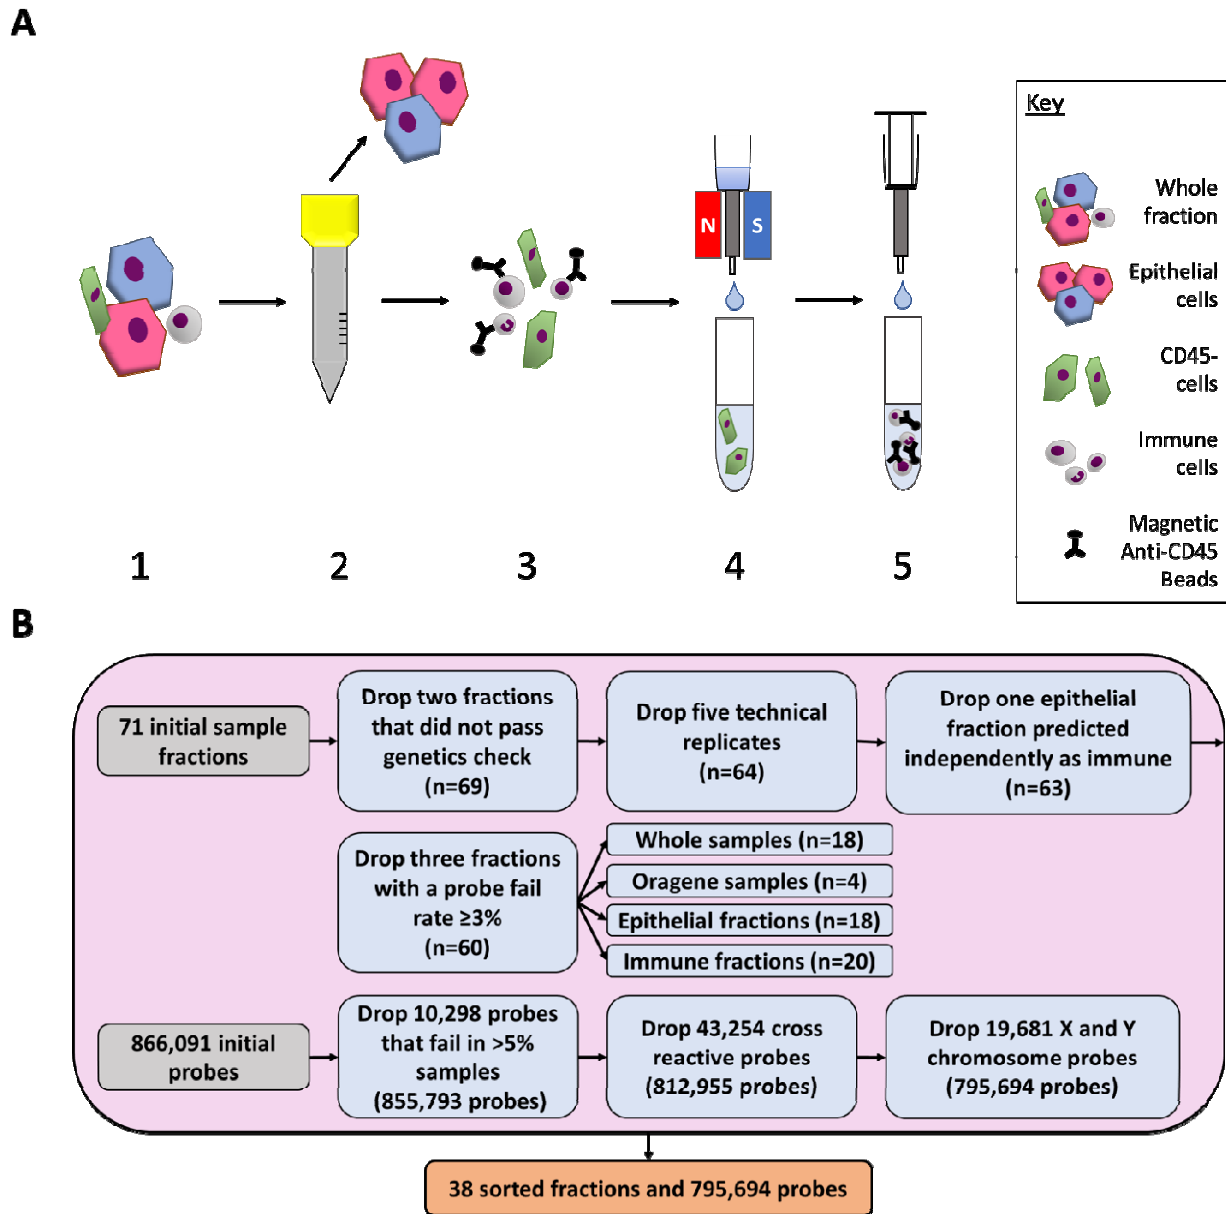 A
N
S
1
2
3
4
5
Key
Whole
fraction
Epithelial
cells
CD45-
cells
Immune
cells
Magnetic
Anti-CD45
Beads
B
71 initial sample
fractions
Drop two fractions
that did not pass
genetics check
(n=69)
Drop five technical
replicates
(n=64)
Drop one epithelial
fraction predicted
independently as immune
(n=63)
Drop three fractions
with a probe fail
rate ≥3%
(n=60)
Whole samples (n=18)
Oragene samples (n=4)
Epithelial fractions (n=18)
Immune fractions (n=20)
866,091 initial
probes
Drop 10,298 probes
that fail in >5%
samples
(855,793 probes)
Drop 43,254 cross
reactive probes
(812,955 probes)
Drop 19,681 X and Y
chromosome probes
(795,694 probes)
38 sorted fractions and 795,694 probes